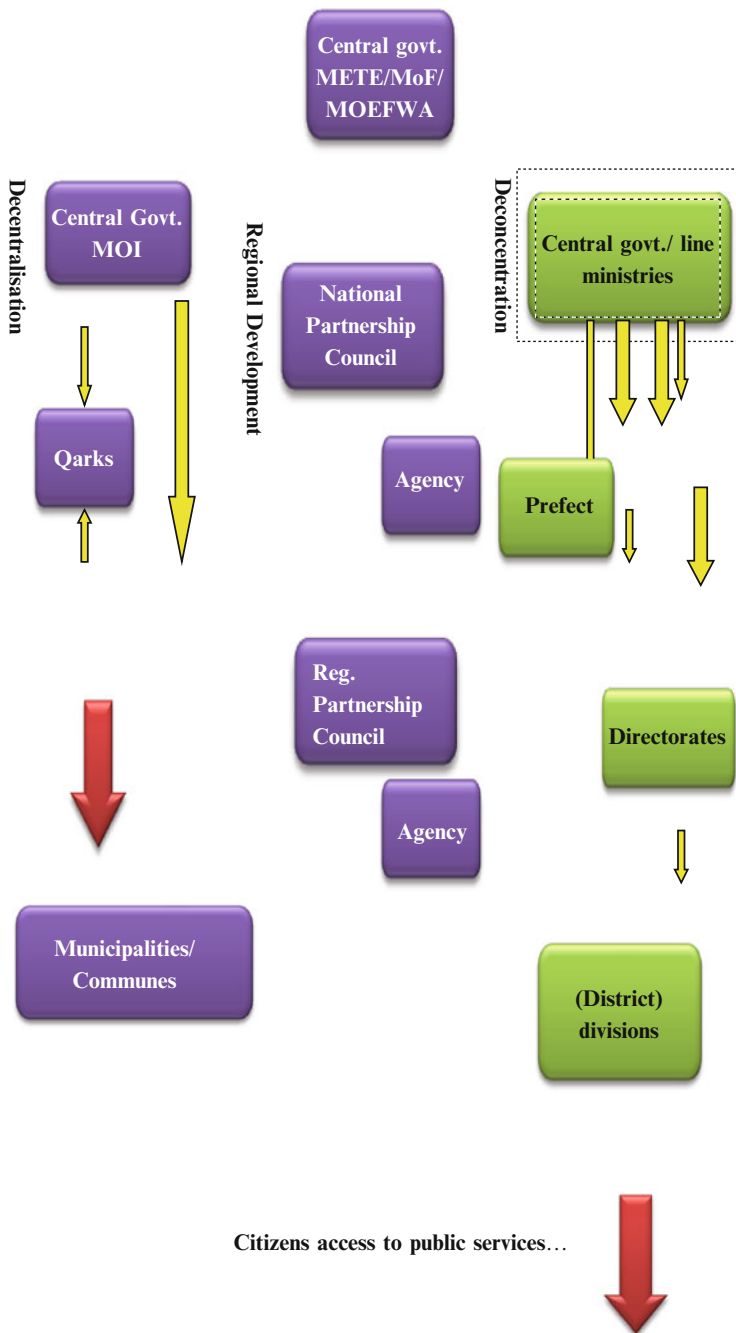 Central govt.
METE/MoF/
MOEFWA
Decentralisation
Central Govt.
MOI
Qarks
Municipalities/
Communes
Regional Development
National
Partnership
Council
Agency
Reg.
Partnership
Council
Agency
Deconcentration
Central govt./ line
ministries
Prefect
Directorates
(District)
divisions
Citizens access to public services…